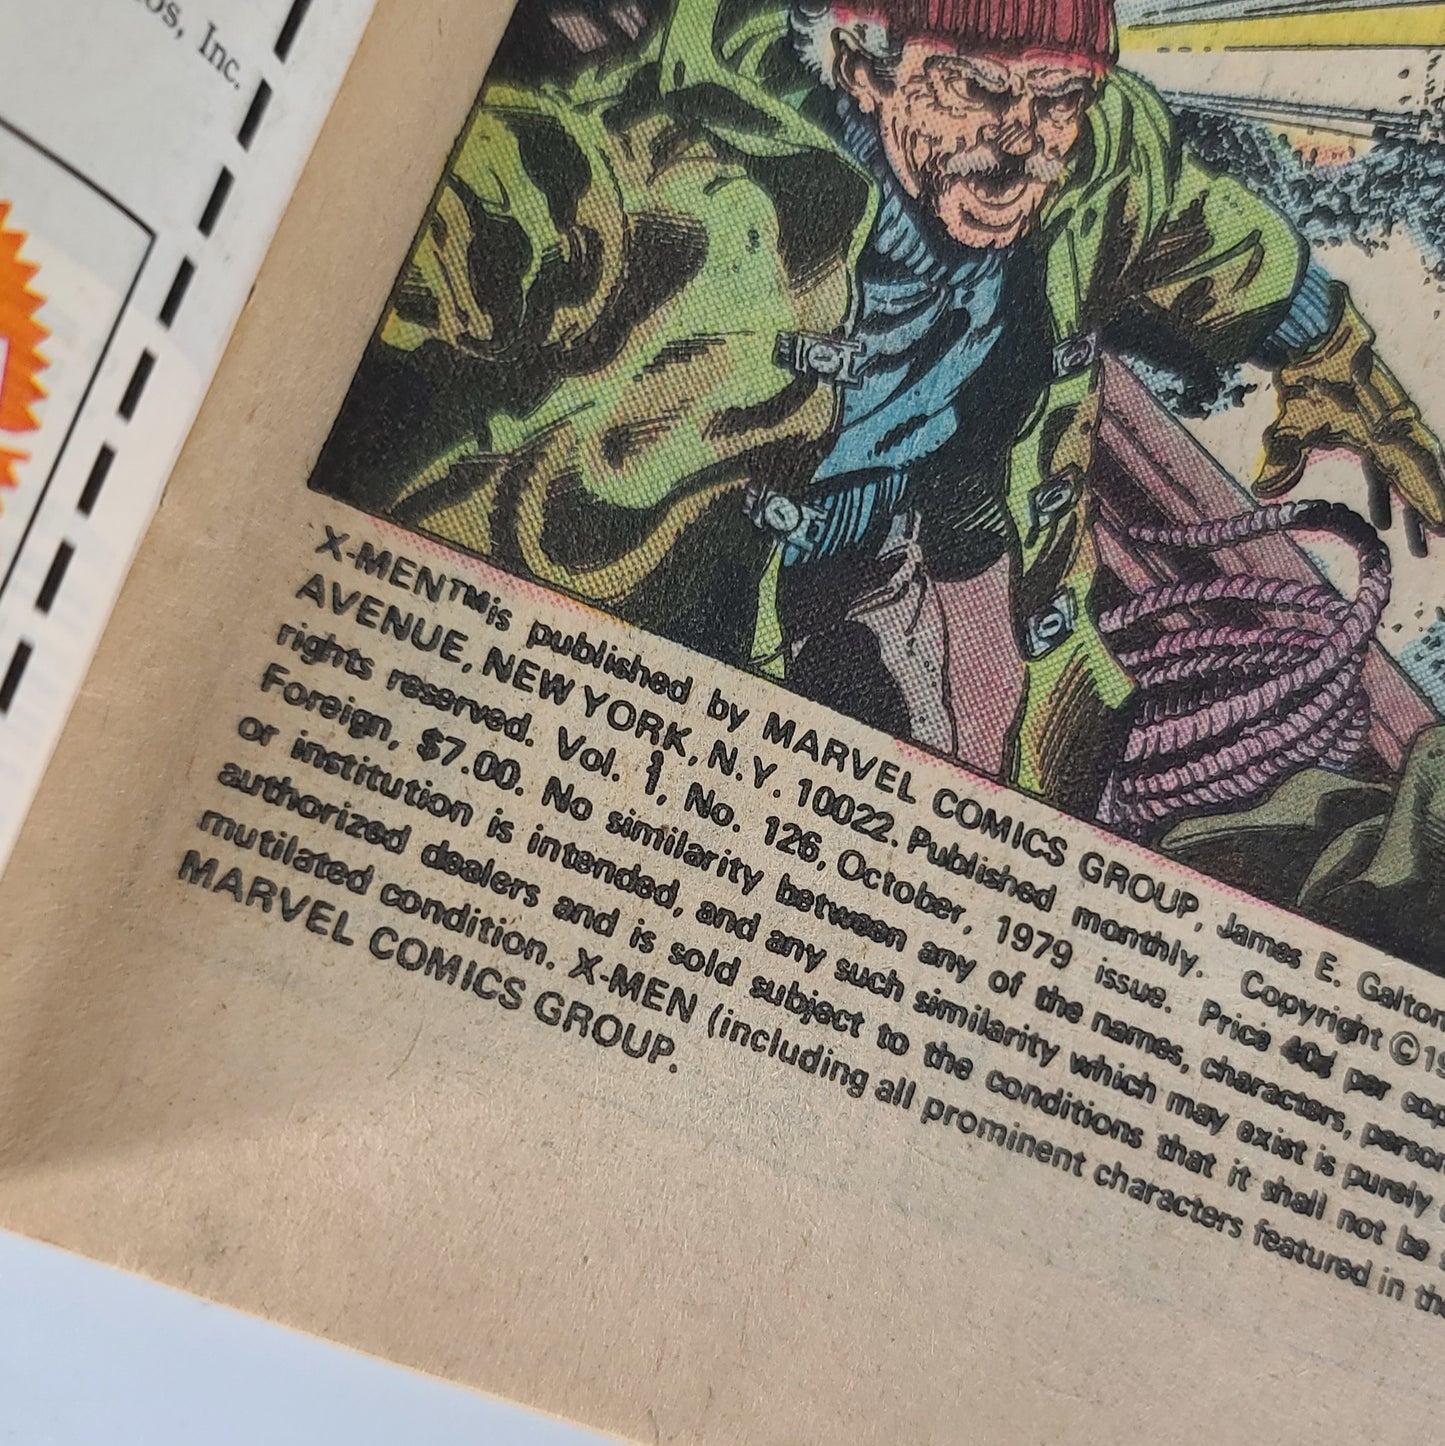 os, Inc.
X-MEN™ is published by MARVEL COMICS GROUP, James E. Galton
AVENUE, NEW YORK, N.Y. 10022. Published monthly. Copyright ©19
rights reserved. Vol. 1, No. 126, October, 1979 issue. Price 40¢ per cop
Foreign, $7.00. No similarity between any of the names, characters, person
or institution is intended, and any such similarity which may exist is purely
authorized dealers and is sold subject to the conditions that it shall not be
mutilated condition. X-MEN (including all prominent characters featured in the
MARVEL COMICS GROUP.